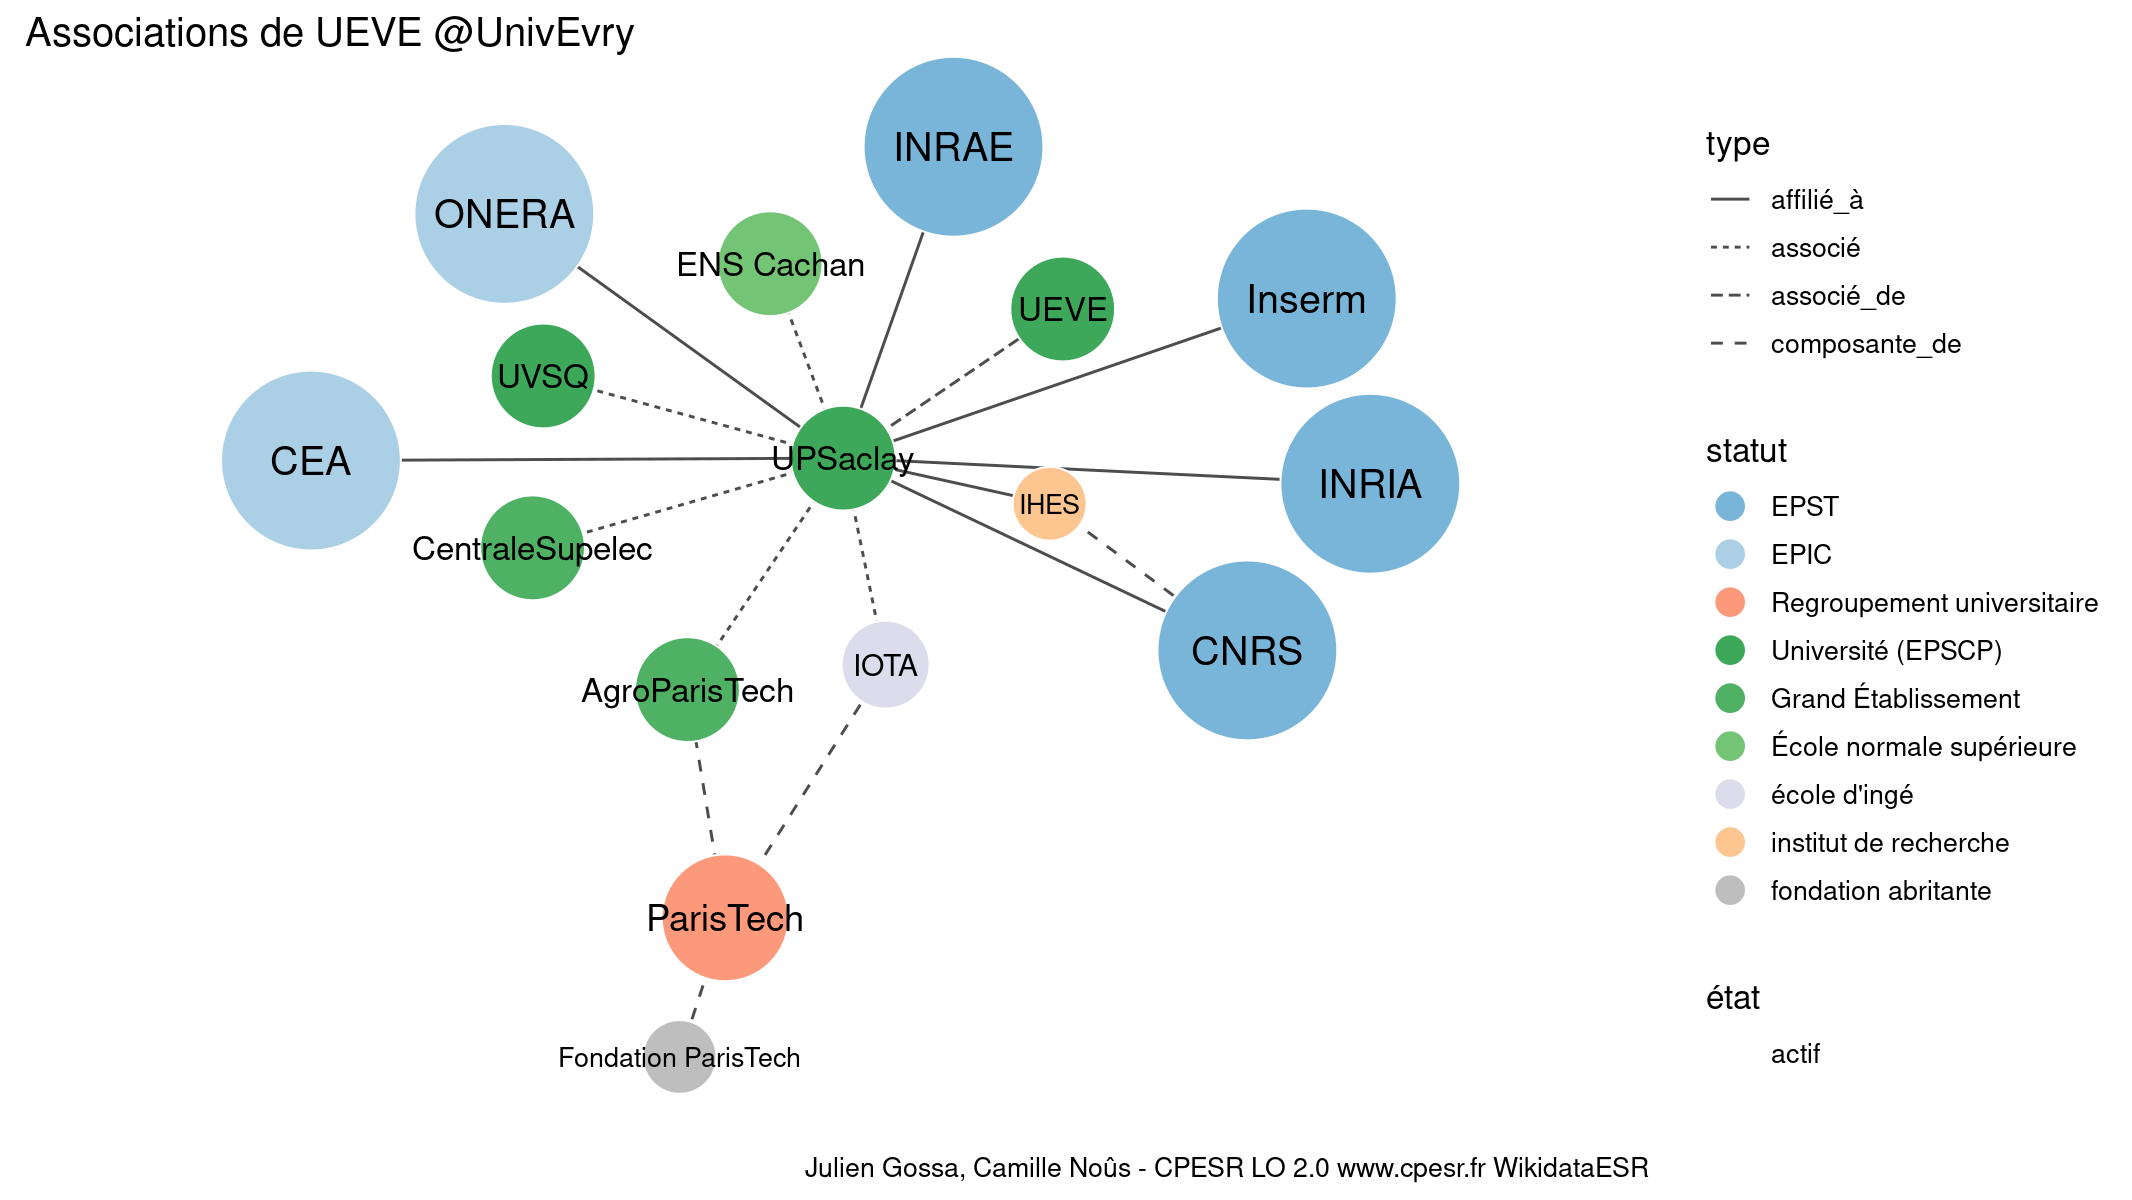 Associations de UEVE @UnivEvry
INRAE
ONERA
ENS Cachan
UEVE
Inserm
UVSQ
CEA
UPSaclay
INRIA
IHES
CentraleSupelec
CNRS
IOTA
AgroParisTech
ParisTech
Fondation ParisTech
type
affilié_à
associé
associé_de
composante_de
statut
EPST
EPIC
Regroupement universitaire
Université (EPSCP)
Grand Établissement
École normale supérieure
école d'ingé
institut de recherche
fondation abritante
état
actif
Julien Gossa, Camille Noûs - CPESR LO 2.0 www.cpesr.fr WikidataESR